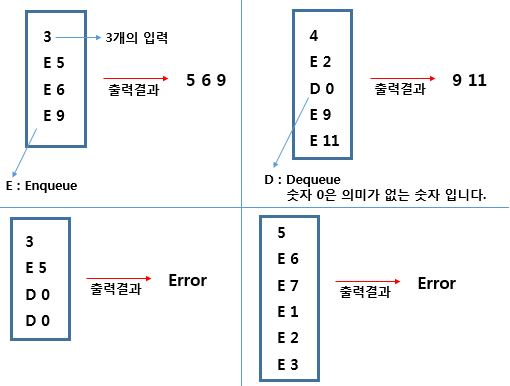 3
3개의 입력
E 5
E 6
E 9
출력결과
5 6 9
E : Enqueue
4
E 2
D 0
E 9
E 11
출력결과
9 11
D : Dequeue
숫자 0은 의미가 없는 숫자 입니다.
3
E 5
D 0
D 0
출력결과
Error
5
E 6
E 7
E 1
E 2
E 3
출력결과
Error